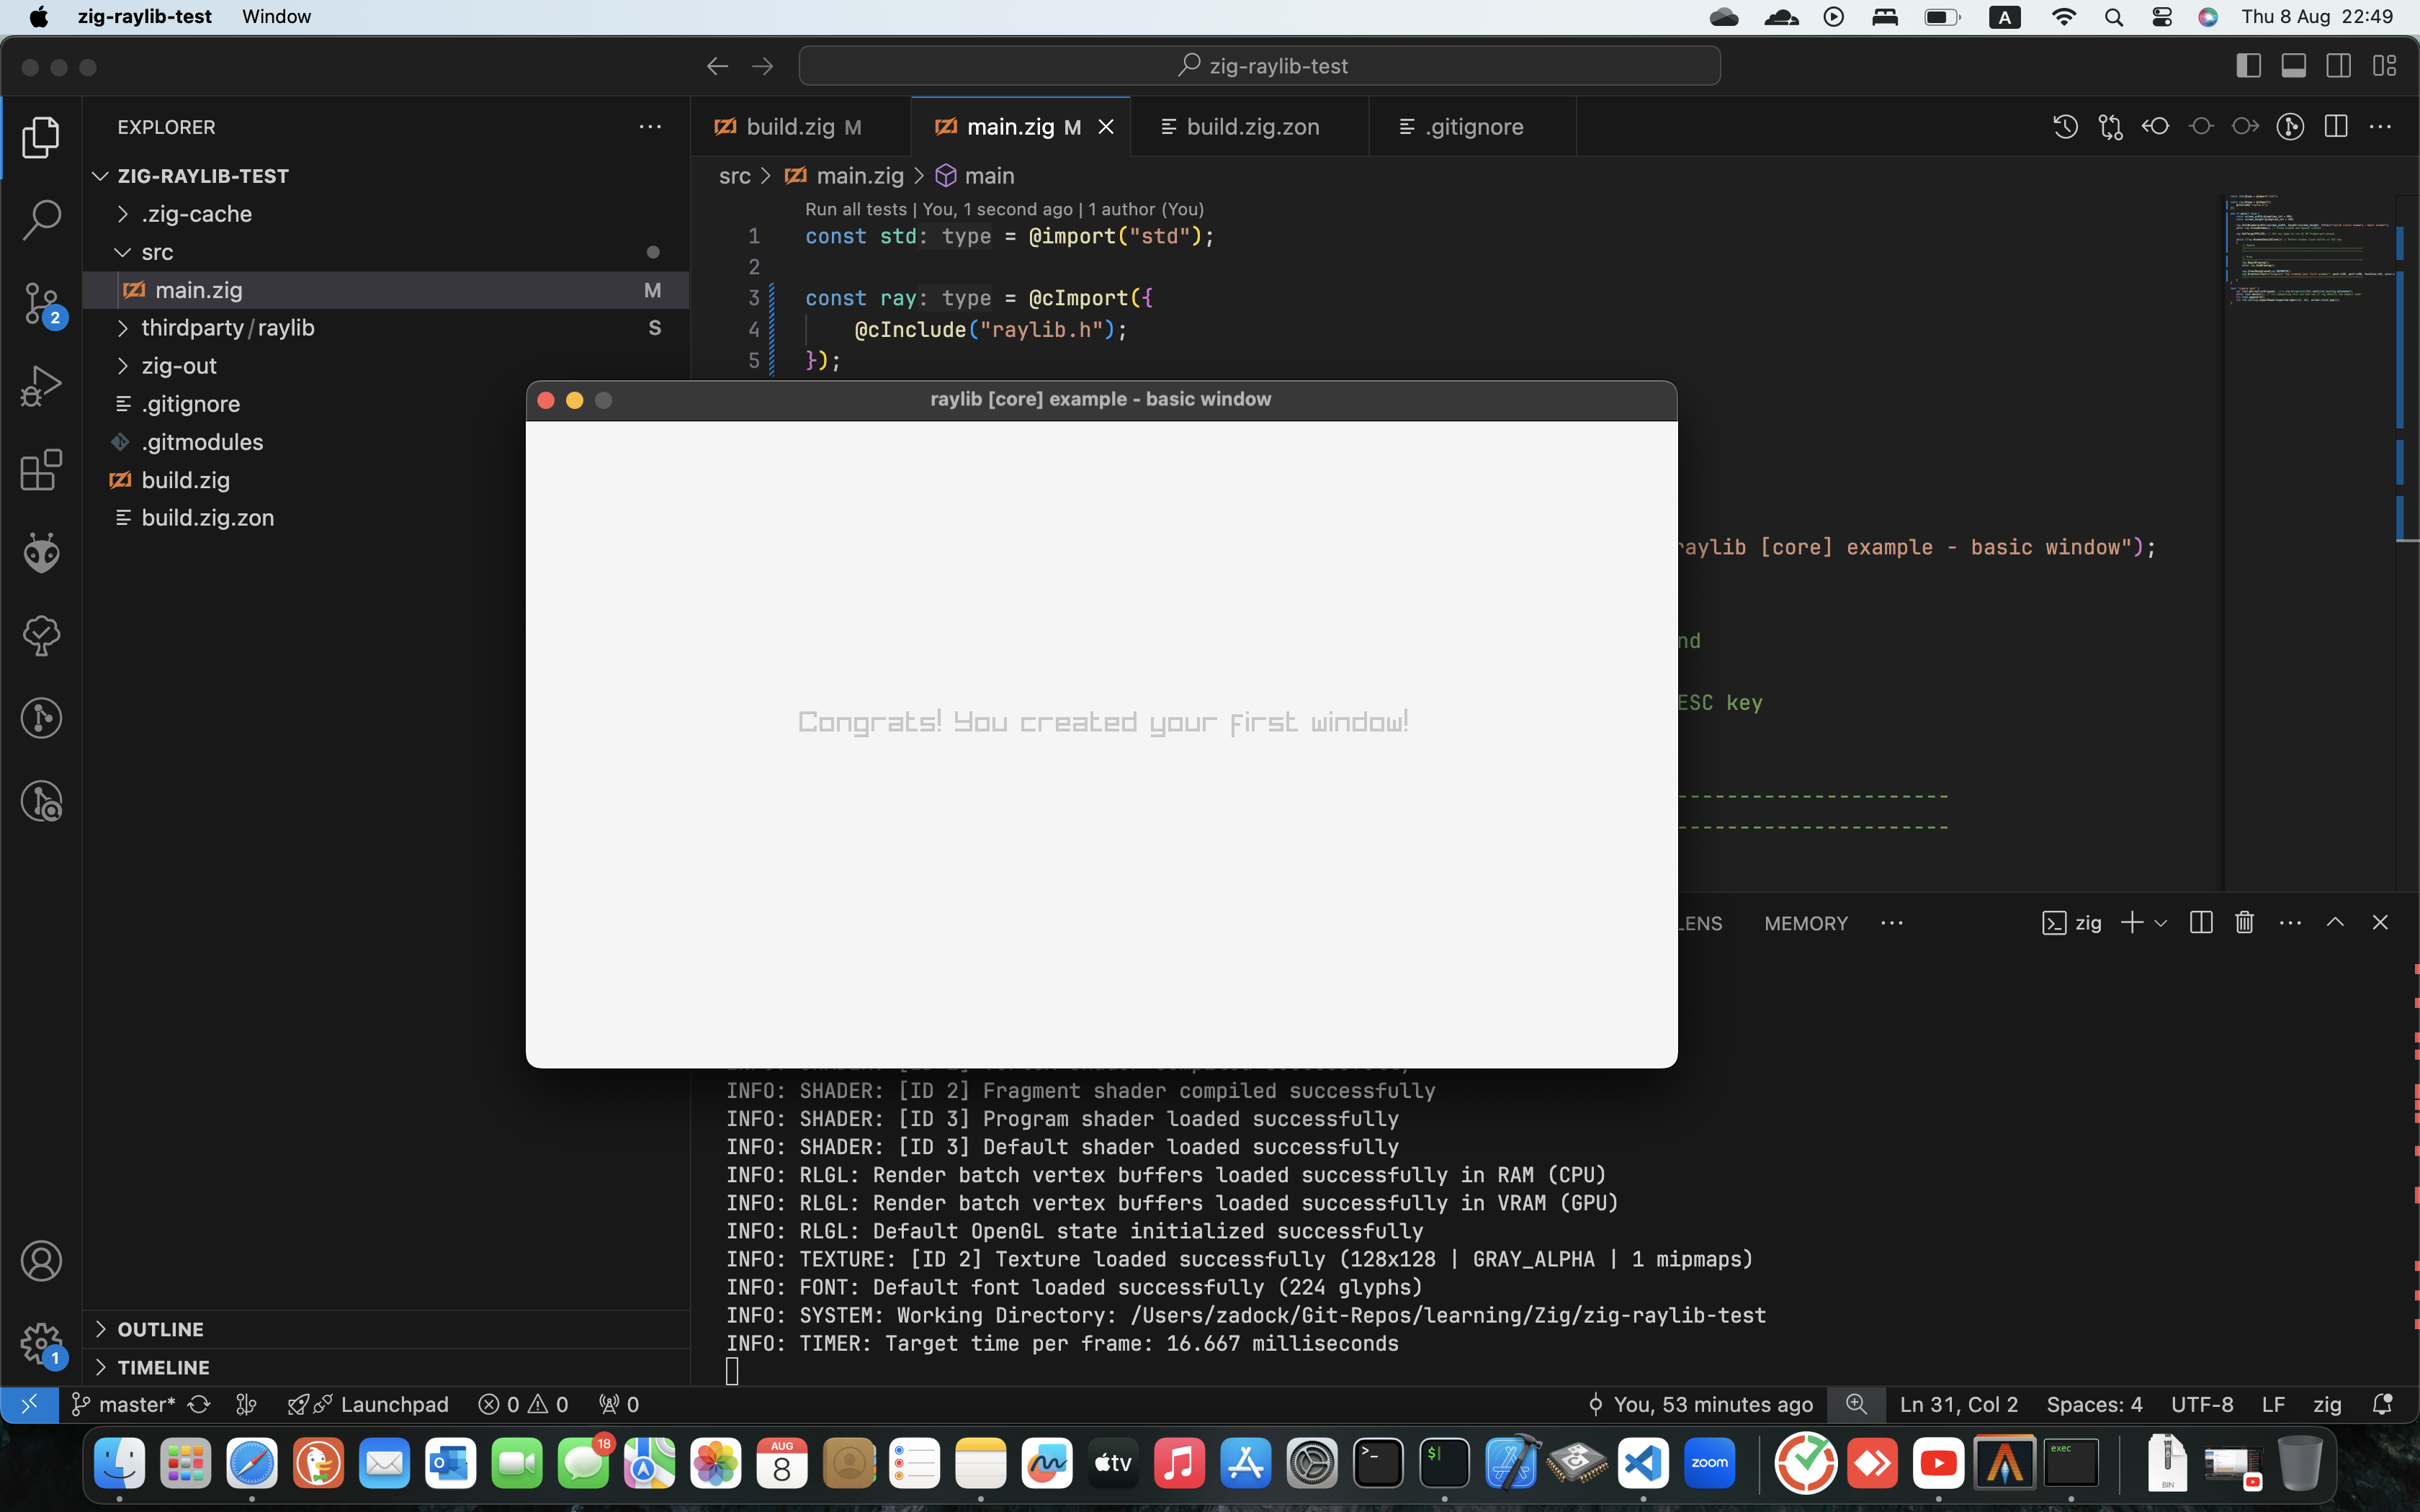 zig-raylib-test Window A Thu 8 Aug 22:49
zig-raylib-test
EXPLORER
ZIG-RAYLIB-TEST
.zig-cache
src
main.zig M
thirdparty/raylib S
zig-out
.gitignore
.gitmodules
build.zig
build.zig.zon
OUTLINE
TIMELINE
2
1
build.zig M main.zig M build.zig.zon .gitignore
src > main.zig > main
Run all tests | You, 1 second ago | 1 author (You)
1 const std: type = @import("std");
2
3 const ray: type = @cImport({
4 @cInclude("raylib.h");
5 });
raylib [core] example - basic window");
ESC key
--------------------
--------------------
raylib [core] example - basic window
Congrats! You created your first window!
MEMORY zig
INFO: SHADER: [ID 2] Fragment shader compiled successfully
INFO: SHADER: [ID 3] Program shader loaded successfully
INFO: SHADER: [ID 3] Default shader loaded successfully
INFO: RLGL: Render batch vertex buffers loaded successfully in RAM (CPU)
INFO: RLGL: Render batch vertex buffers loaded successfully in VRAM (GPU)
INFO: RLGL: Default OpenGL state initialized successfully
INFO: TEXTURE: [ID 2] Texture loaded successfully (128x128 | GRAY_ALPHA | 1 mipmaps)
INFO: FONT: Default font loaded successfully (224 glyphs)
INFO: SYSTEM: Working Directory: /Users/zadock/Git-Repos/learning/Zig/zig-raylib-test
INFO: TIMER: Target time per frame: 16.667 milliseconds
master* Launchpad 0 0 0 You, 53 minutes ago Ln 31, Col 2 Spaces: 4 UTF-8 LF zig
18 AUG 8 tv zoom exec BIN